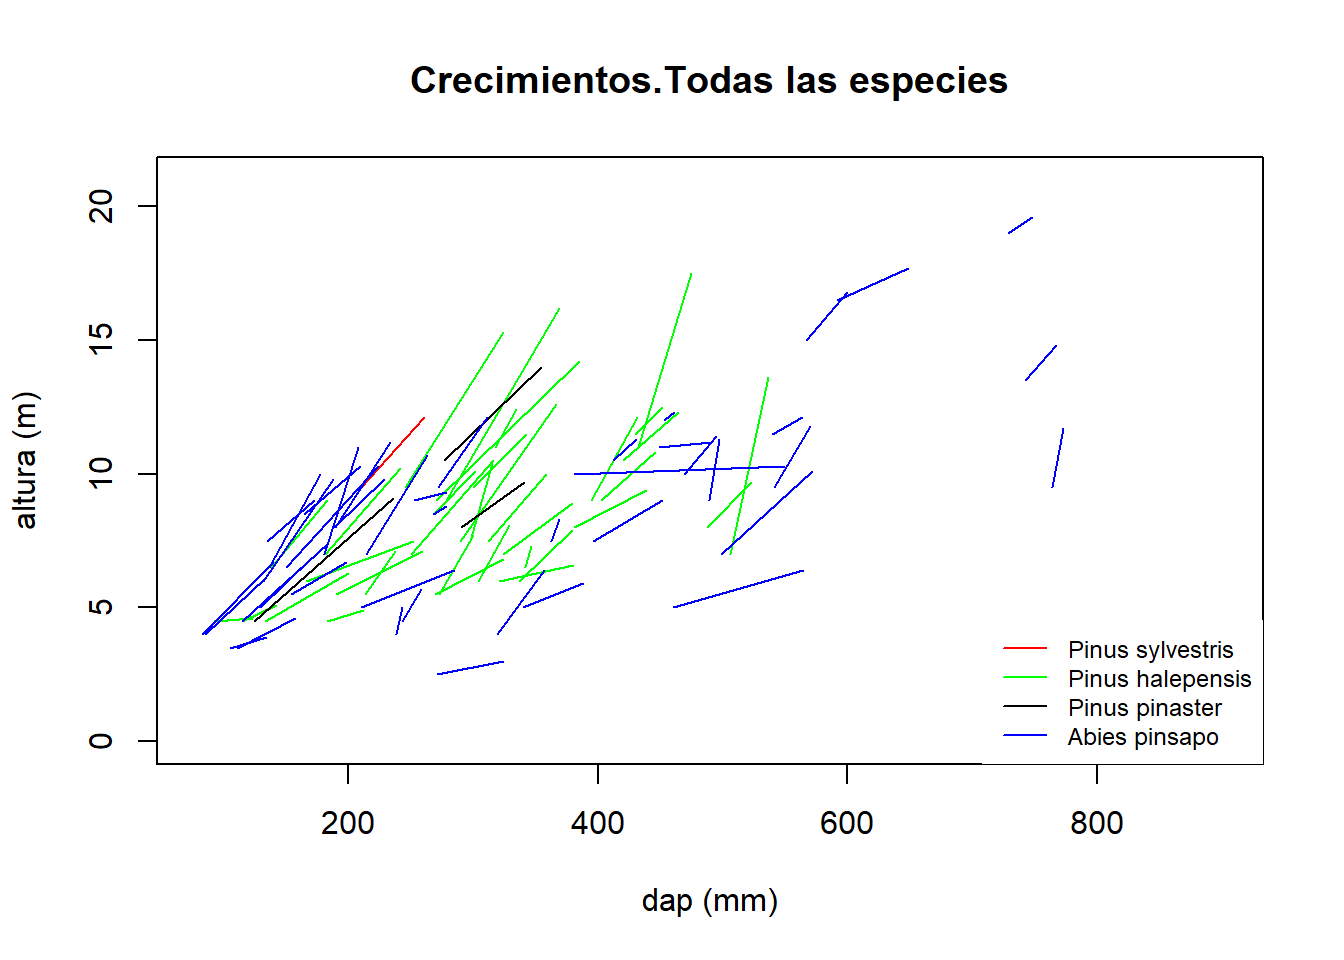 Crecimientos.Todas las especies
altura (m)
20
15
10
5
0
200 400 600 800
dap (mm)
Pinus sylvestris
Pinus halepensis
Pinus pinaster
Abies pinsapo